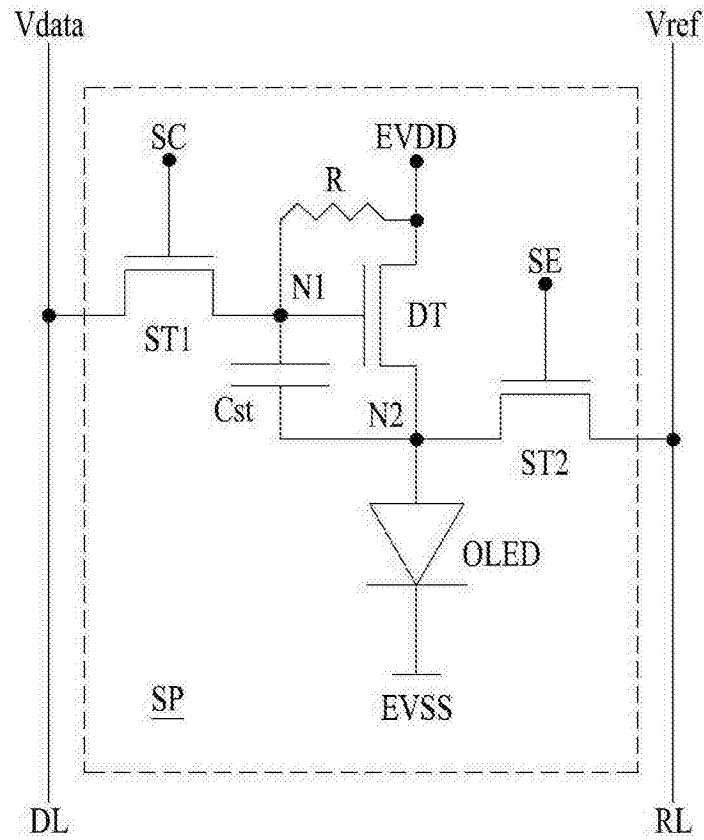 Vdata
Vref
SC
EVDD
R
SE
N1
DT
ST1
Cst
N2
ST2
OLED
SP
EVSS
DL
RL